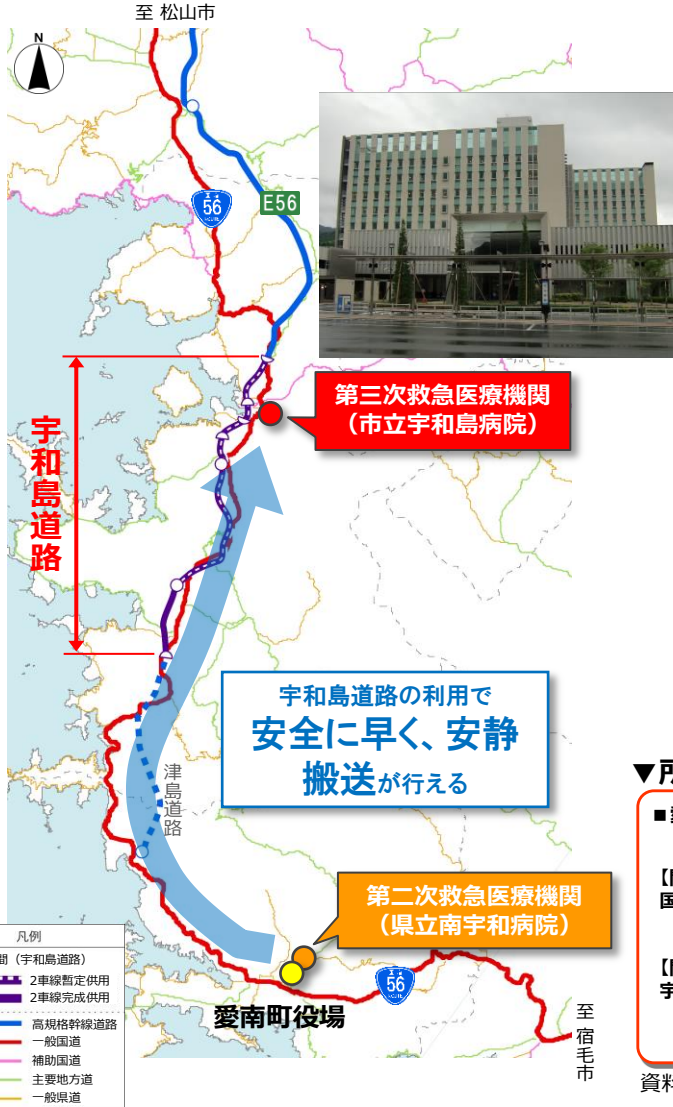 至 松山市
N
56
ROUTE
E56
第三次救急医療機関
（市立宇和島病院）
宇和島道路
宇和島道路の利用で
安全に早く、安静
搬送が行える
津島道路
第二次救急医療機関
（県立南宇和病院）
56
愛南町役場
至 宿毛市
凡例
間（宇和島道路）
2車線暫定供用
2車線完成供用
高規格幹線道路
一般国道
補助国道
主要地方道
一般県道
▼所
■
【
国
【
宇
資料